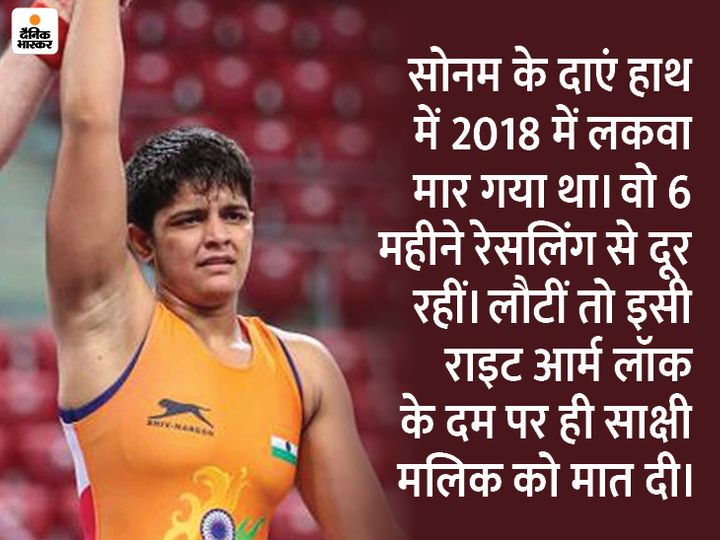 दैनिक
भास्कर
सोनम के दाएं हाथ
में 2018 में लकवा
मार गया था। वो 6
महीने रेसलिंग से दूर
रहीं। लौटीं तो इसी
राइट आर्म लॉक
के दम पर ही साक्षी
मलिक को मात दी।
SHIV-NARESH